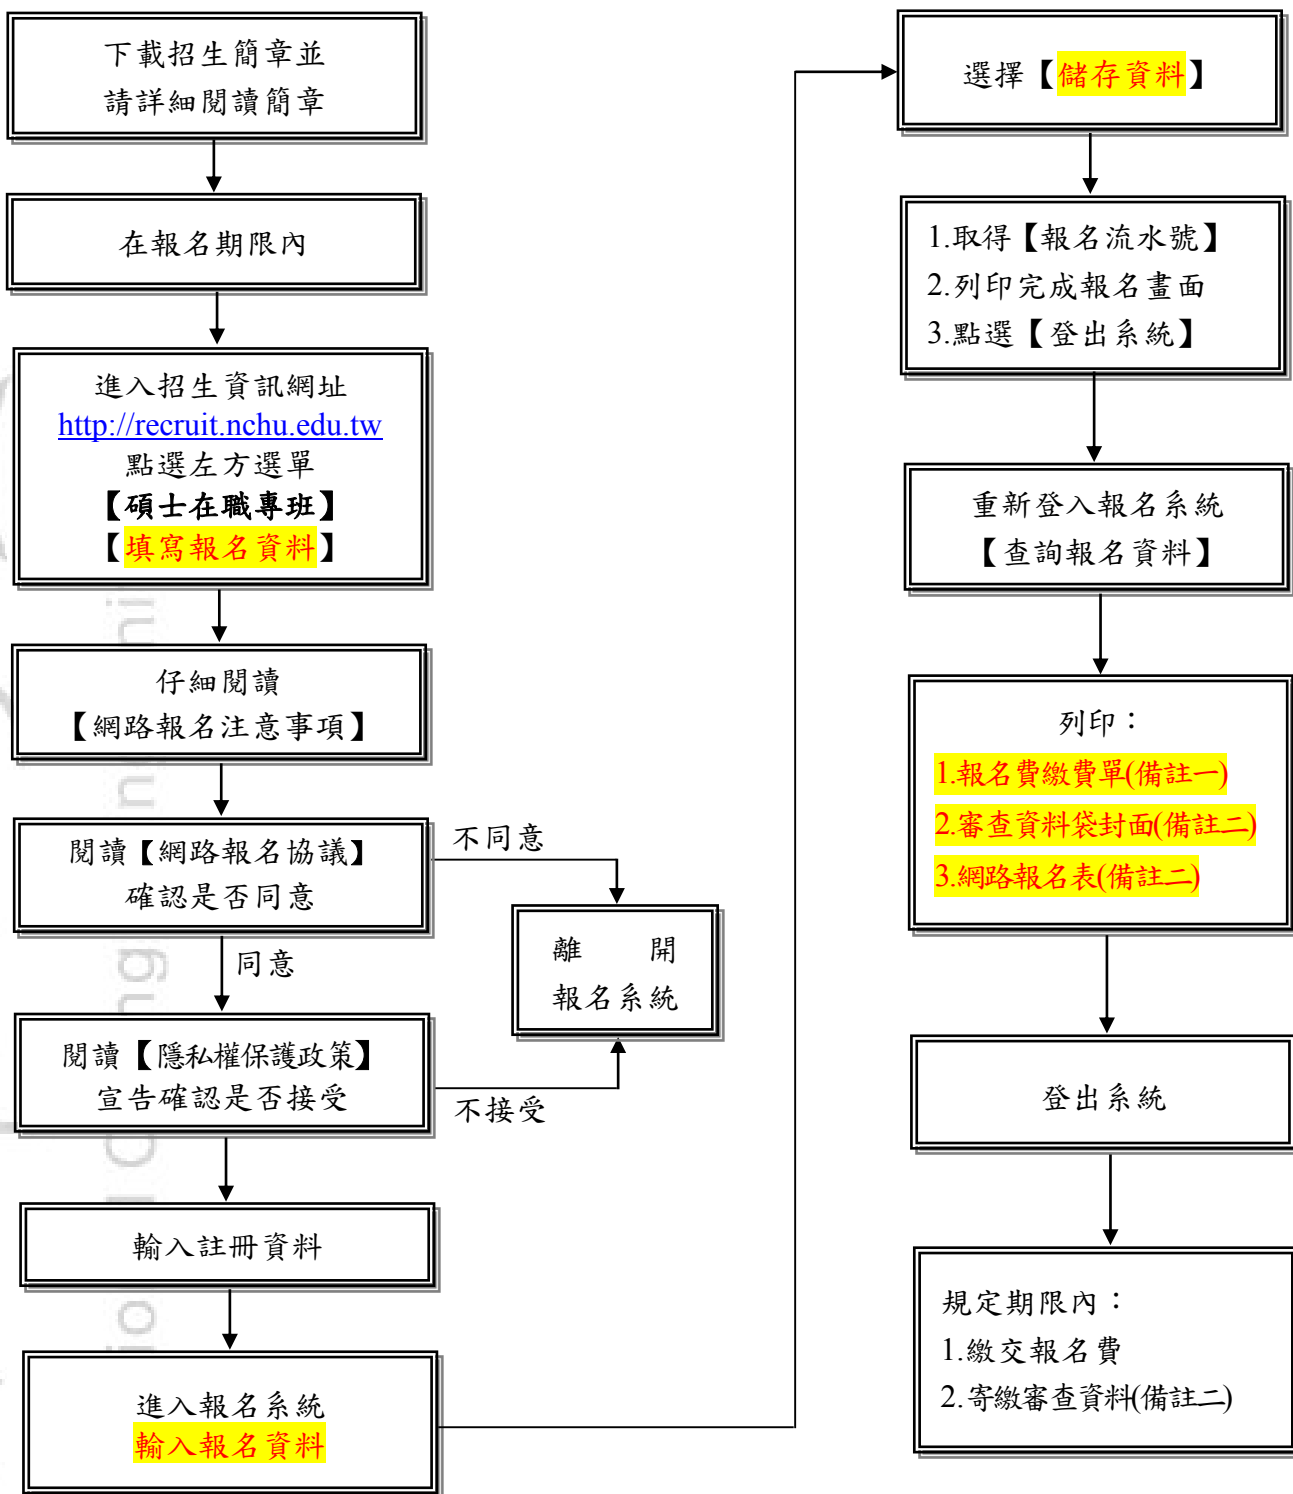 下載招生簡章並
請詳細閱讀簡章
在報名期限內
進入招生資訊網址
http://recruit.nchu.edu.tw
點選左方選單
【碩士在職專班】
【填寫報名資料】
仔細閱讀
【網路報名注意事項】
閱讀【網路報名協議】
確認是否同意
不同意
同意
離 開
報名系統
閱讀【隱私權保護政策】
宣告確認是否接受
不接受
輸入註冊資料
進入報名系統
輸入報名資料
選擇【儲存資料】
1.取得【報名流水號】
2.列印完成報名畫面
3.點選【登出系統】
重新登入報名系統
【查詢報名資料】
列印：
1.報名費繳費單(備註一)
2.審查資料袋封面(備註二)
3.網路報名表(備註二)
登出系統
規定期限內：
1.繳交報名費
2.寄繳審查資料(備註二)